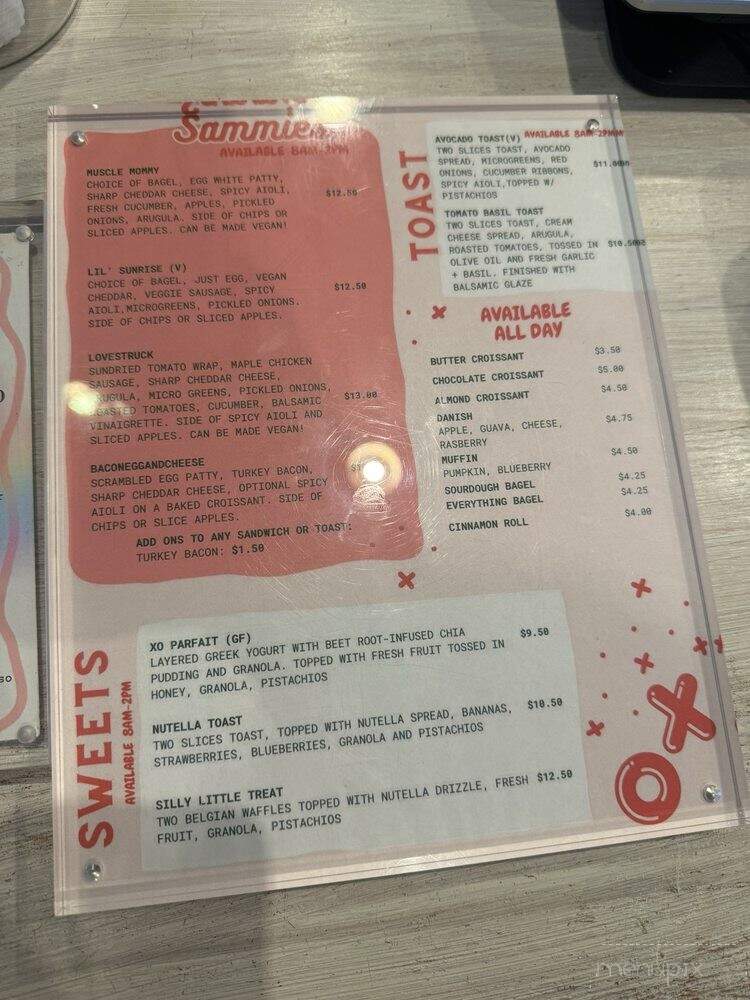 Sammies
AVAILABLE 8AM-2PM
MUSCLE MOMMY
CHOICE OF BAGEL, EGG WHITE PATTY,
SHARP CHEDDAR CHEESE, SPICY AIOLI,
FRESH CUCUMBER, APPLES, PICKLED
ONIONS, ARUGULA. SIDE OF CHIPS OR
SLICED APPLES. CAN BE MADE VEGAN!
$12.50
LIL' SUNRISE (V)
CHOICE OF BAGEL, JUST EGG, VEGAN
CHEDDAR, VEGGIE SAUSAGE, SPICY
AIOLI,MICROGREENS, PICKLED ONIONS.
SIDE OF CHIPS OR SLICED APPLES.
$12.50
LOVESTRUCK
SUNDRIED TOMATO WRAP, MAPLE CHICKEN
SAUSAGE, SHARP CHEDDAR CHEESE,
ARUGULA, MICRO GREENS, PICKLED ONIONS,
ROASTED TOMATOES, CUCUMBER, BALSAMIC
VINAIGRETTE. SIDE OF SPICY AIOLI AND
SLICED APPLES. CAN BE MADE VEGAN!
$13.00
BACONEGGANDCHEESE
SCRAMBLED EGG PATTY, TURKEY BACON,
SHARP CHEDDAR CHEESE, OPTIONAL SPICY
AIOLI ON A BAKED CROISSANT. SIDE OF
CHIPS OR SLICE APPLES.
ADD ONS TO ANY SANDWICH OR TOAST:
TURKEY BACON: $1.50
TOAST
AVOCADO TOAST(V) AVAILABLE 8AM-2PM
TWO SLICES TOAST, AVOCADO
SPREAD, MICROGREENS, RED
ONIONS, CUCUMBER RIBBONS,
SPICY AIOLI,TOPPED W/
PISTACHIOS
$11.00
TOMATO BASIL TOAST
TWO SLICES TOAST, CREAM
CHEESE SPREAD, ARUGULA,
ROASTED TOMATOES, TOSSED IN
OLIVE OIL AND FRESH GARLIC
+ BASIL. FINISHED WITH
BALSAMIC GLAZE
$10.50
AVAILABLE
ALL DAY
BUTTER CROISSANT $3.50
CHOCOLATE CROISSANT $5.00
ALMOND CROISSANT $4.50
DANISH $4.75
APPLE, GUAVA, CHEESE,
RASBERRY
MUFFIN $4.50
PUMPKIN, BLUEBERRY
SOURDOUGH BAGEL $4.25
EVERYTHING BAGEL $4.25
CINNAMON ROLL $4.00
SWEETS
AVAILABLE 8AM-2PM
XO PARFAIT (GF) $9.50
LAYERED GREEK YOGURT WITH BEET ROOT-INFUSED CHIA
PUDDING AND GRANOLA. TOPPED WITH FRESH FRUIT TOSSED IN
HONEY, GRANOLA, PISTACHIOS
NUTELLA TOAST $10.50
TWO SLICES TOAST, TOPPED WITH NUTELLA SPREAD, BANANAS,
STRAWBERRIES, BLUEBERRIES, GRANOLA AND PISTACHIOS
SILLY LITTLE TREAT $12.50
TWO BELGIAN WAFFLES TOPPED WITH NUTELLA DRIZZLE, FRESH
FRUIT, GRANOLA, PISTACHIOS
XO
menupix